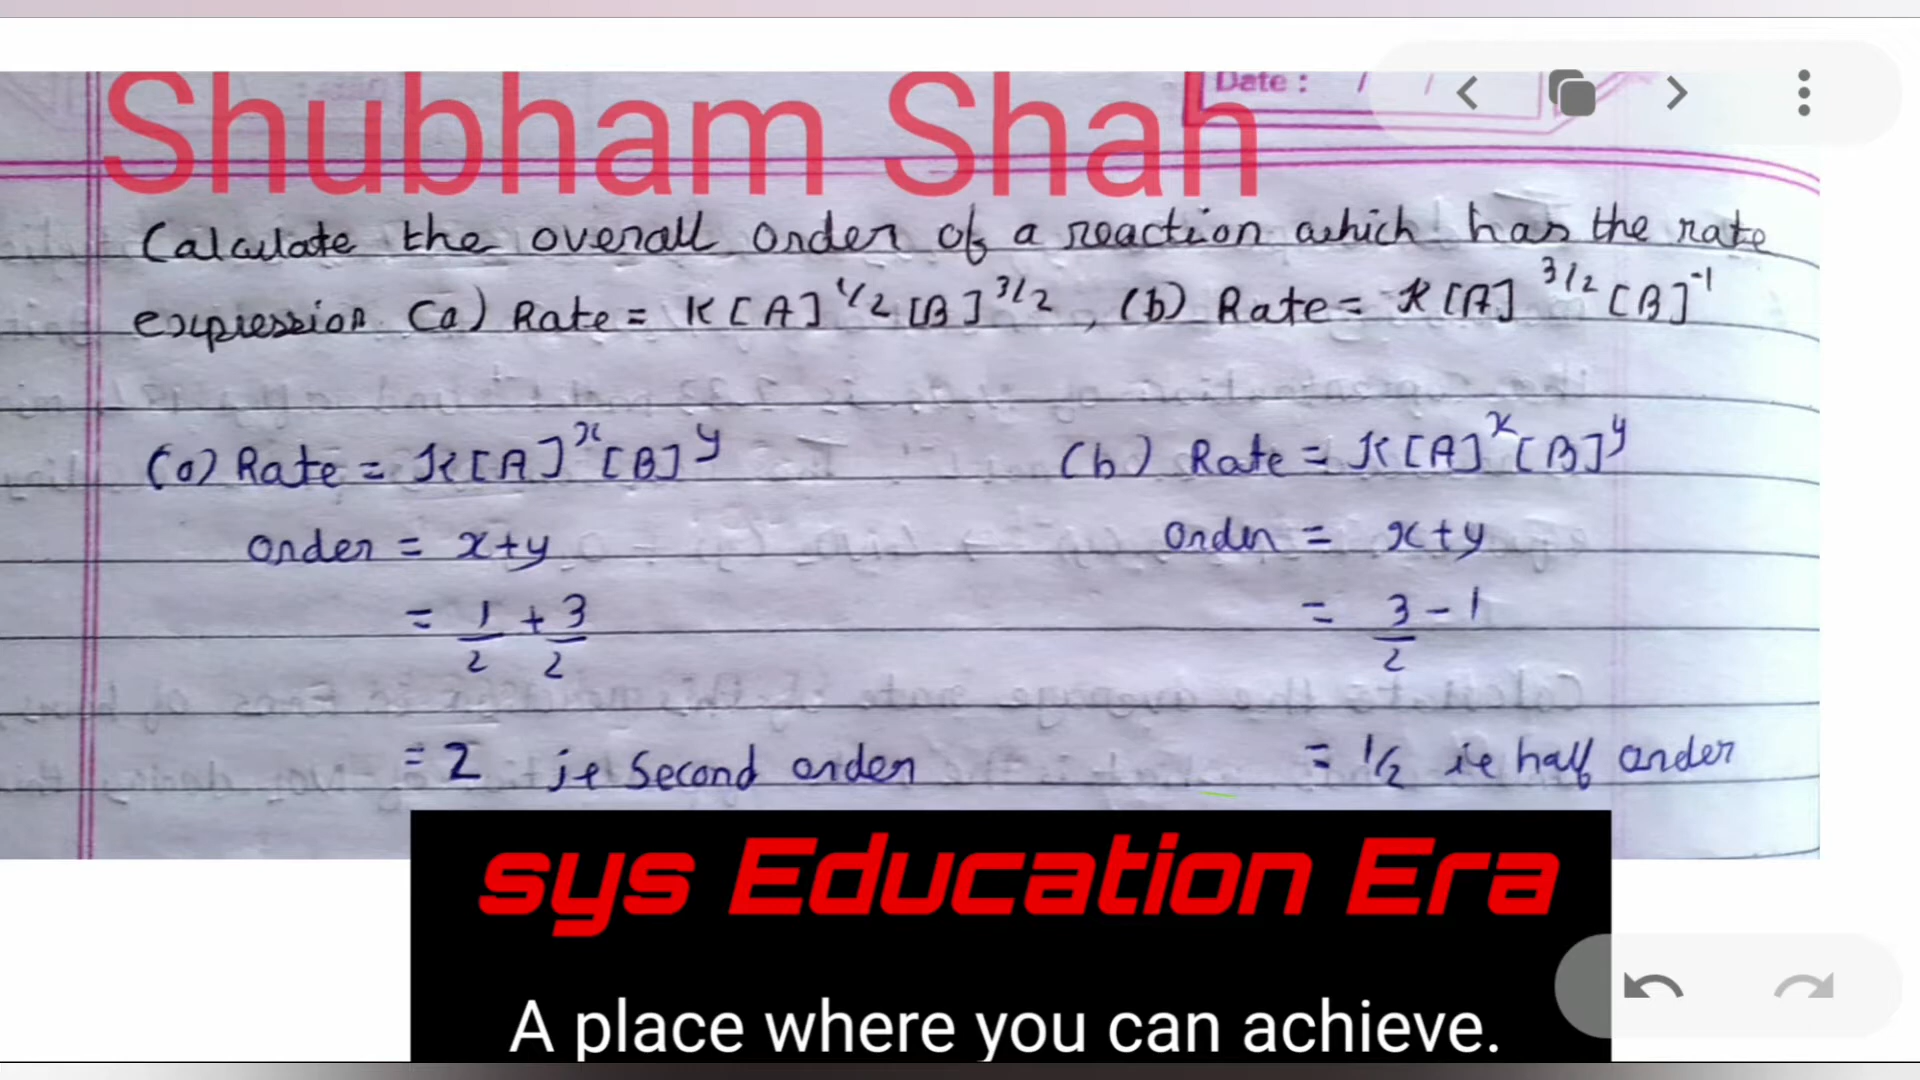 Shubham Shah
Date : / /
Calculate the overall order of a reaction which has the rate
expression (a) Rate = K[A]^1/2 [B]^3/2, (b) Rate = K[A]^3/2 [B]^-1
(a) Rate = K[A]^x [B]^y
order = x+y
= 1/2 + 3/2
= 2 ie Second order
(b) Rate = K[A]^x [B]^y
order = x+y
= 3/2 - 1
= 1/2 ie half order
sys Education Era
A place where you can achieve.